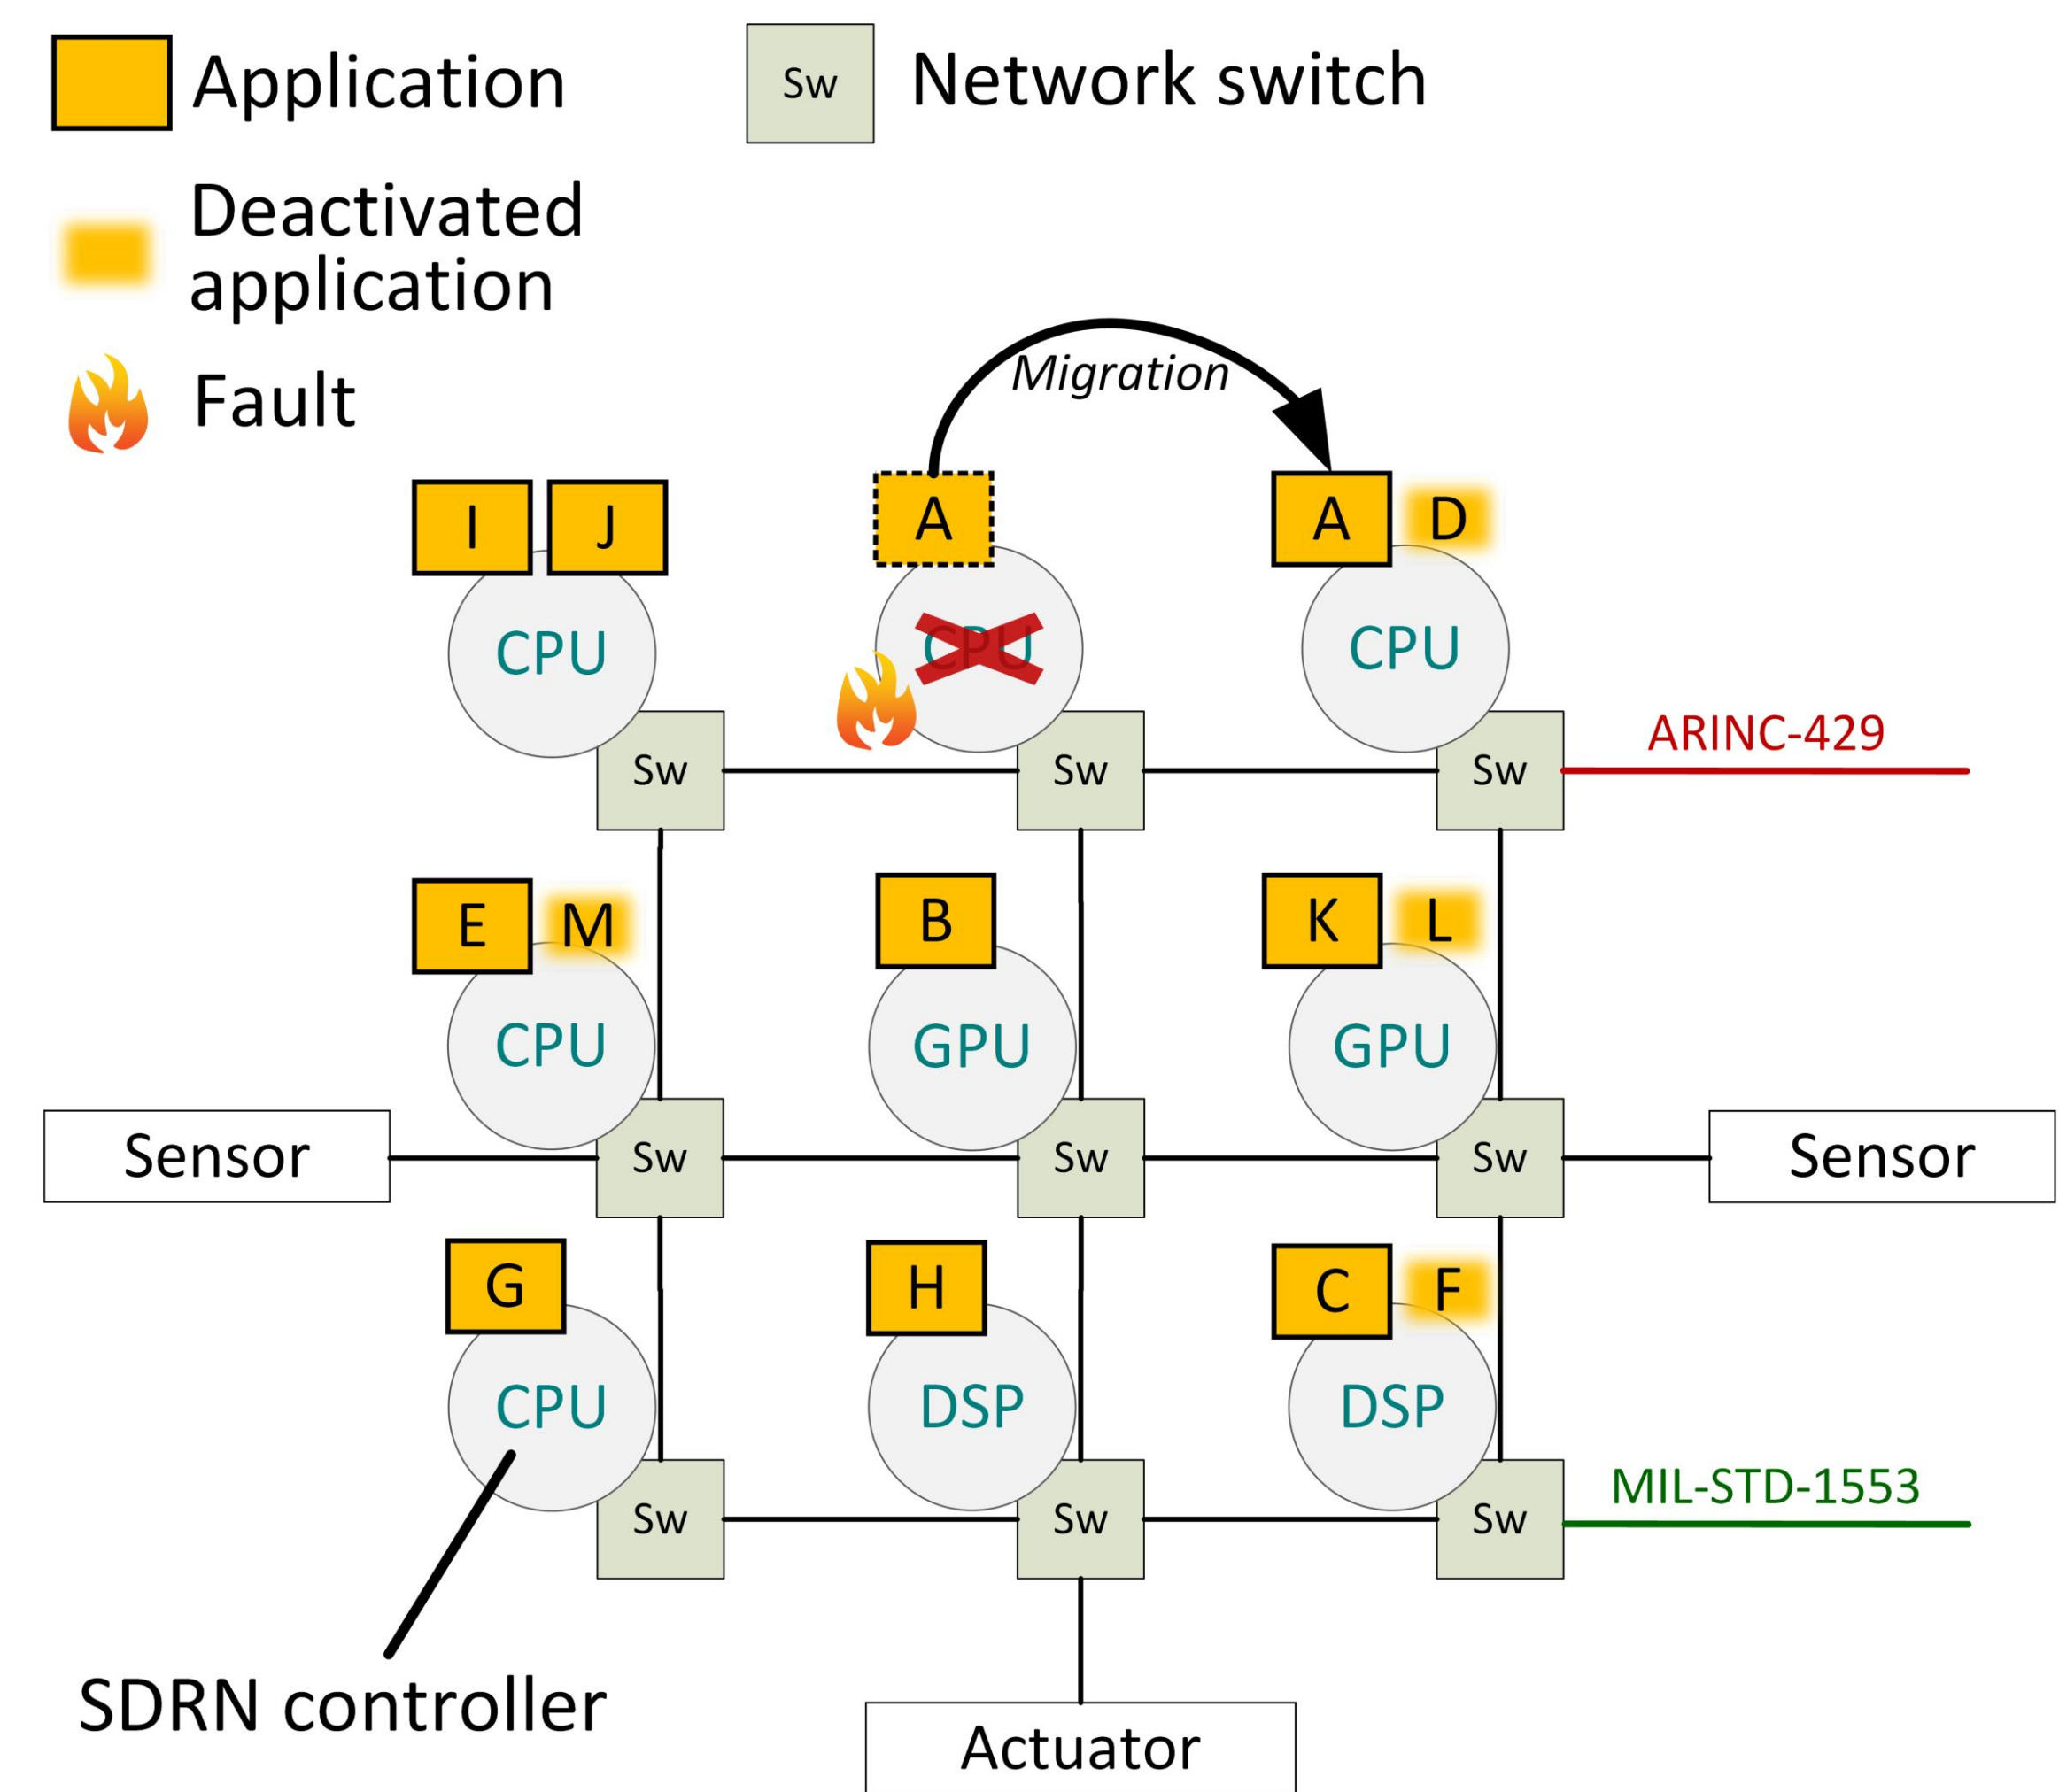 Application
Sw
Network switch
Deactivated
application
Fault
Migration
I
J
A
A
D
CPU
CPU
CPU
ARINC-429
Sw
Sw
Sw
E
M
B
K
L
CPU
GPU
GPU
Sensor
Sw
Sw
Sw
Sensor
G
H
C
F
CPU
DSP
DSP
MIL-STD-1553
Sw
Sw
Sw
SDRN controller
Actuator